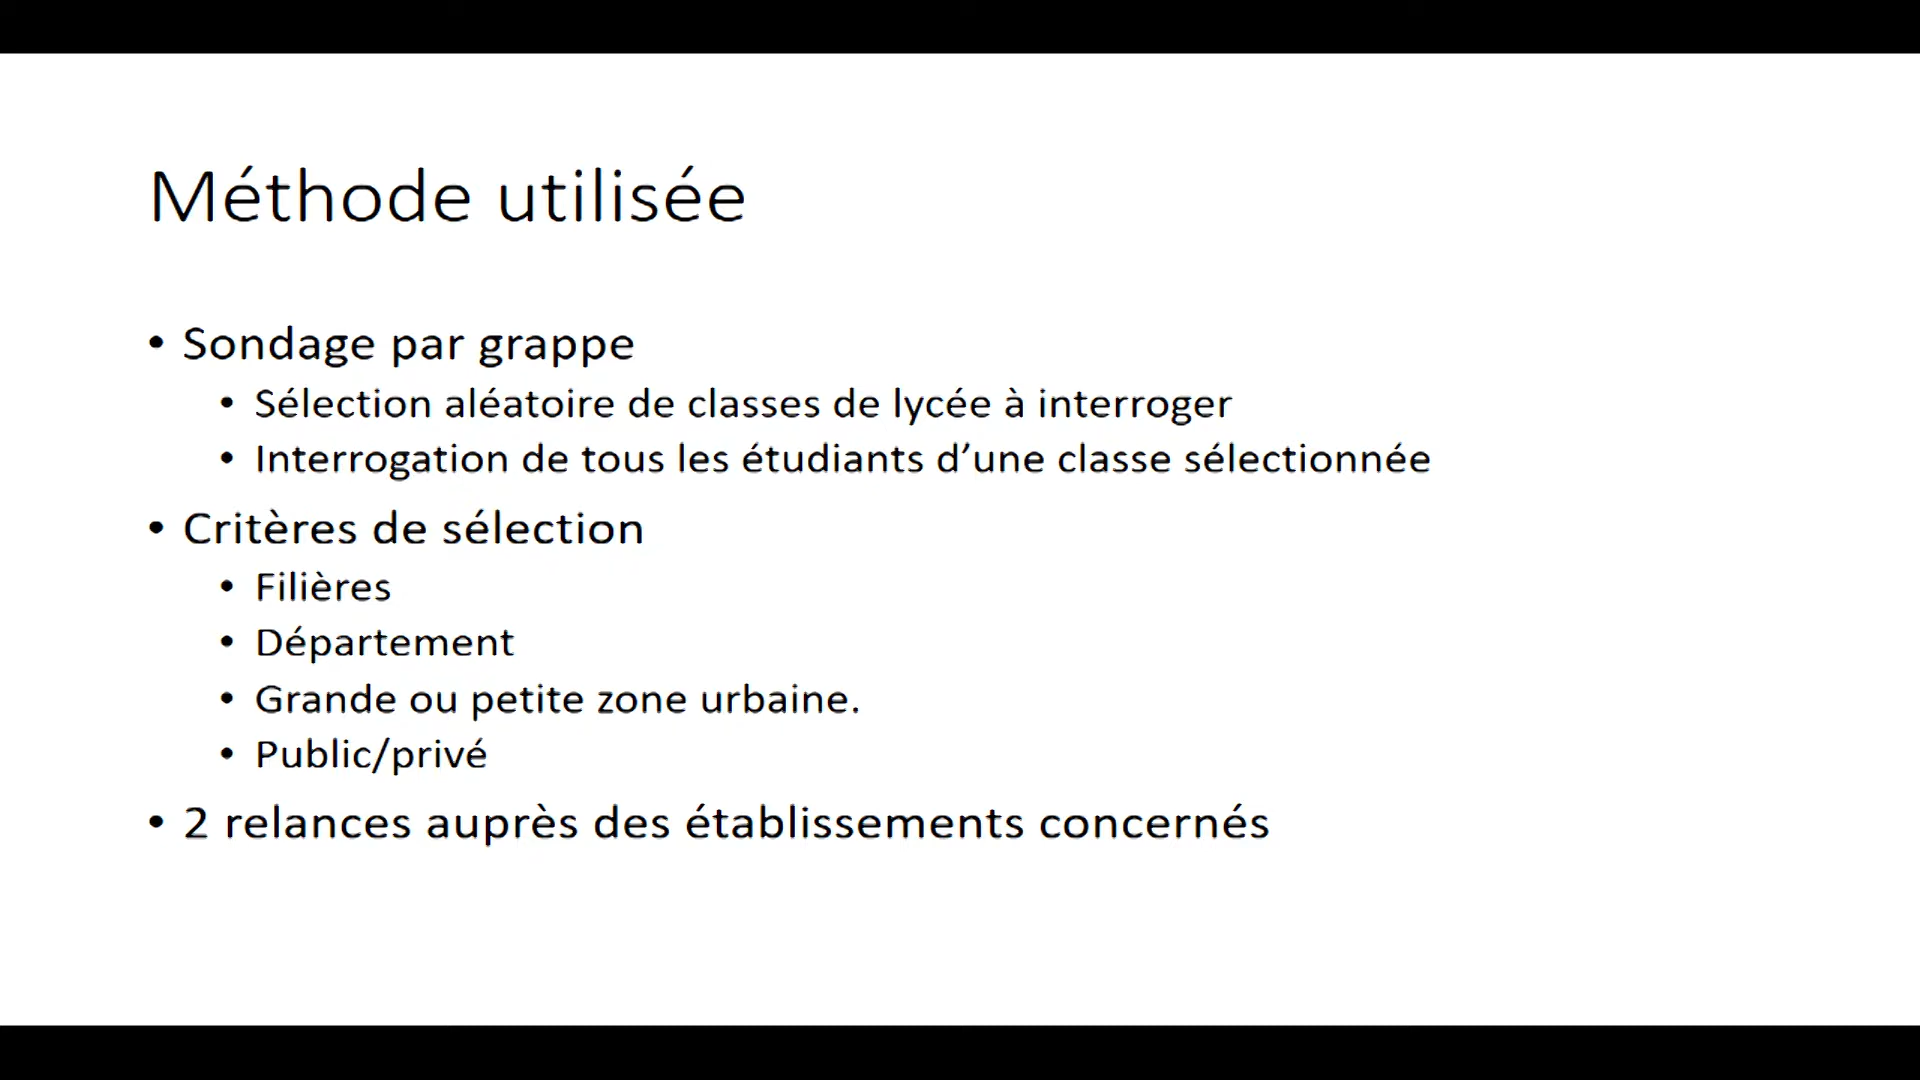 Méthode utilisée
• Sondage par grappe
• Sélection aléatoire de classes de lycée à interroger
• Interrogation de tous les étudiants d’une classe sélectionnée
• Critères de sélection
• Filières
• Département
• Grande ou petite zone urbaine.
• Public/privé
• 2 relances auprès des établissements concernés